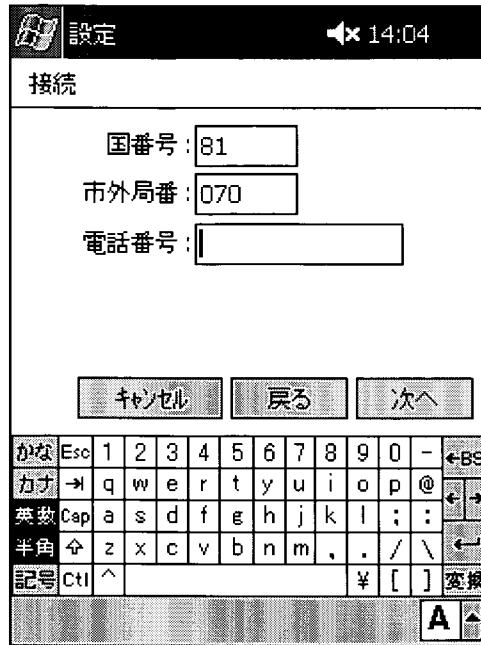 設定 14:04
接続
国番号: 81
市外局番: 070
電話番号:
キャンセル 戻る 次へ
かな Esc 1 2 3 4 5 6 7 8 9 0 - ←BS
カナ →| q w e r t y u i o p @ ← →
英数 Cap a s d f g h j k l ; :
半角 ⇧ z x c v b n m , . / \ ↵
記号 Ctl ^ ¥ [ ] 変換
A